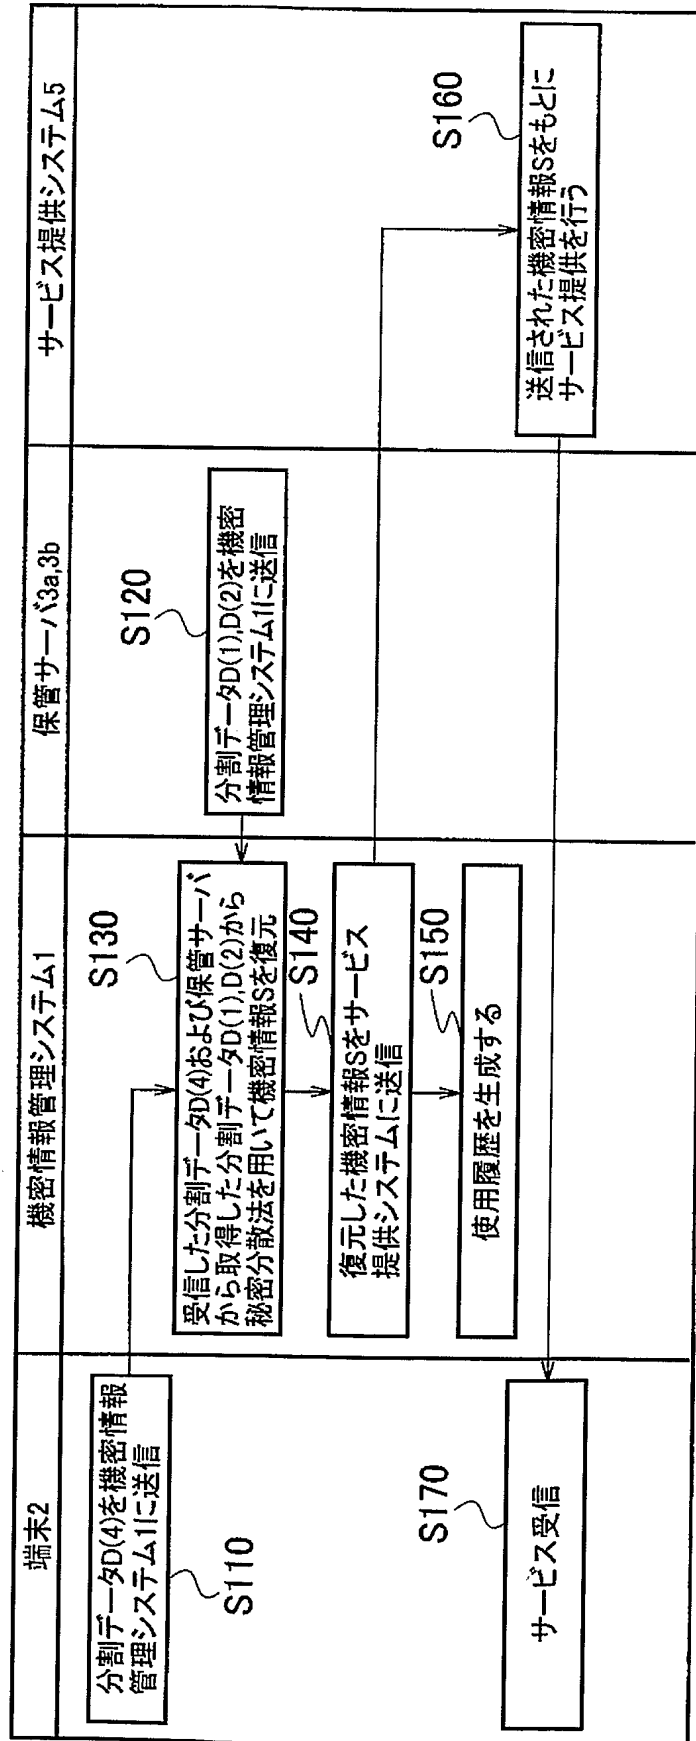 端末2
機密情報管理システム1
保管サーバ3a,3b
サービス提供システム5
分割データD(4)を機密情報
管理システム1に送信
S110
S120
分割データD(1),D(2)を機密
情報管理システム1に送信
S130
受信した分割データD(4)および保管サーバ
から取得した分割データD(1),D(2)から
秘密分散法を用いて機密情報Sを復元
S140
復元した機密情報Sをサービス
提供システムに送信
S150
使用履歴を生成する
S160
送信された機密情報Sをもとに
サービス提供を行う
S170
サービス受信